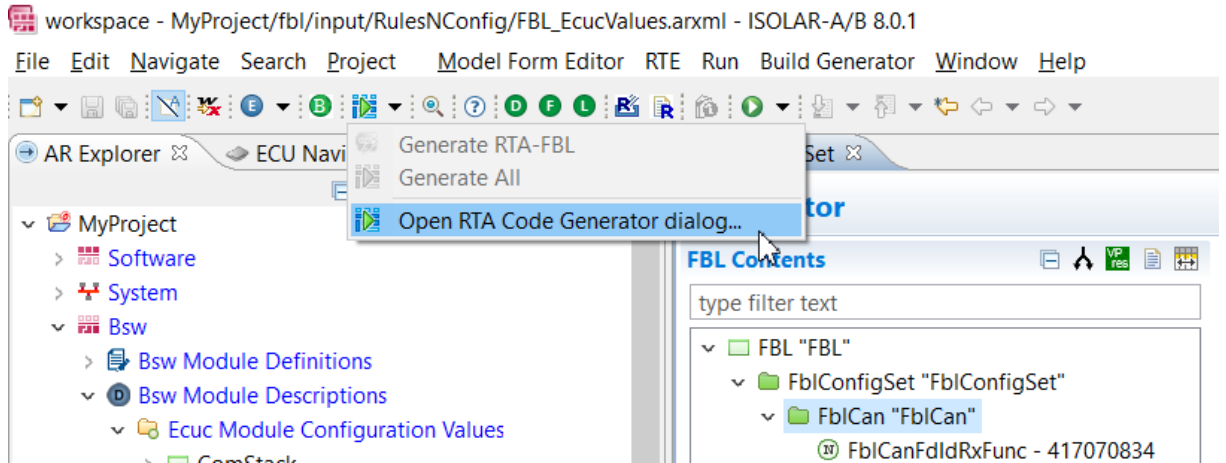 workspace - MyProject/fbl/input/RulesNConfig/FBL_EcucValues.arxml - ISOLAR-A/B 8.0.1
File Edit Navigate Search Project Model Form Editor RTE Run Build Generator Window Help
AR Explorer ECU Navi Set
Generate RTA-FBL
Generate All
Open RTA Code Generator dialog...
tor
MyProject
Software
System
Bsw
Bsw Module Definitions
Bsw Module Descriptions
Ecuc Module Configuration Values
ComStack
FBL Contents
type filter text
FBL "FBL"
FblConfigSet "FblConfigSet"
FblCan "FblCan"
FblCanFdIdRxFunc - 417070834